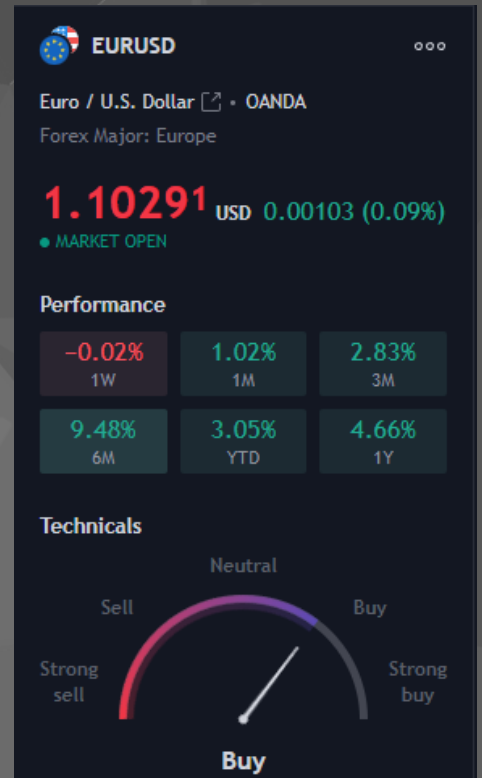 EURUSD
Euro / U.S. Dollar • OANDA
Forex Major: Europe
1.10291 USD 0.00103 (0.09%)
● MARKET OPEN
Performance
−0.02% 1.02% 2.83%
1W 1M 3M
9.48% 3.05% 4.66%
6M YTD 1Y
Technicals
Neutral
Sell Buy
Strong sell Strong buy
Buy